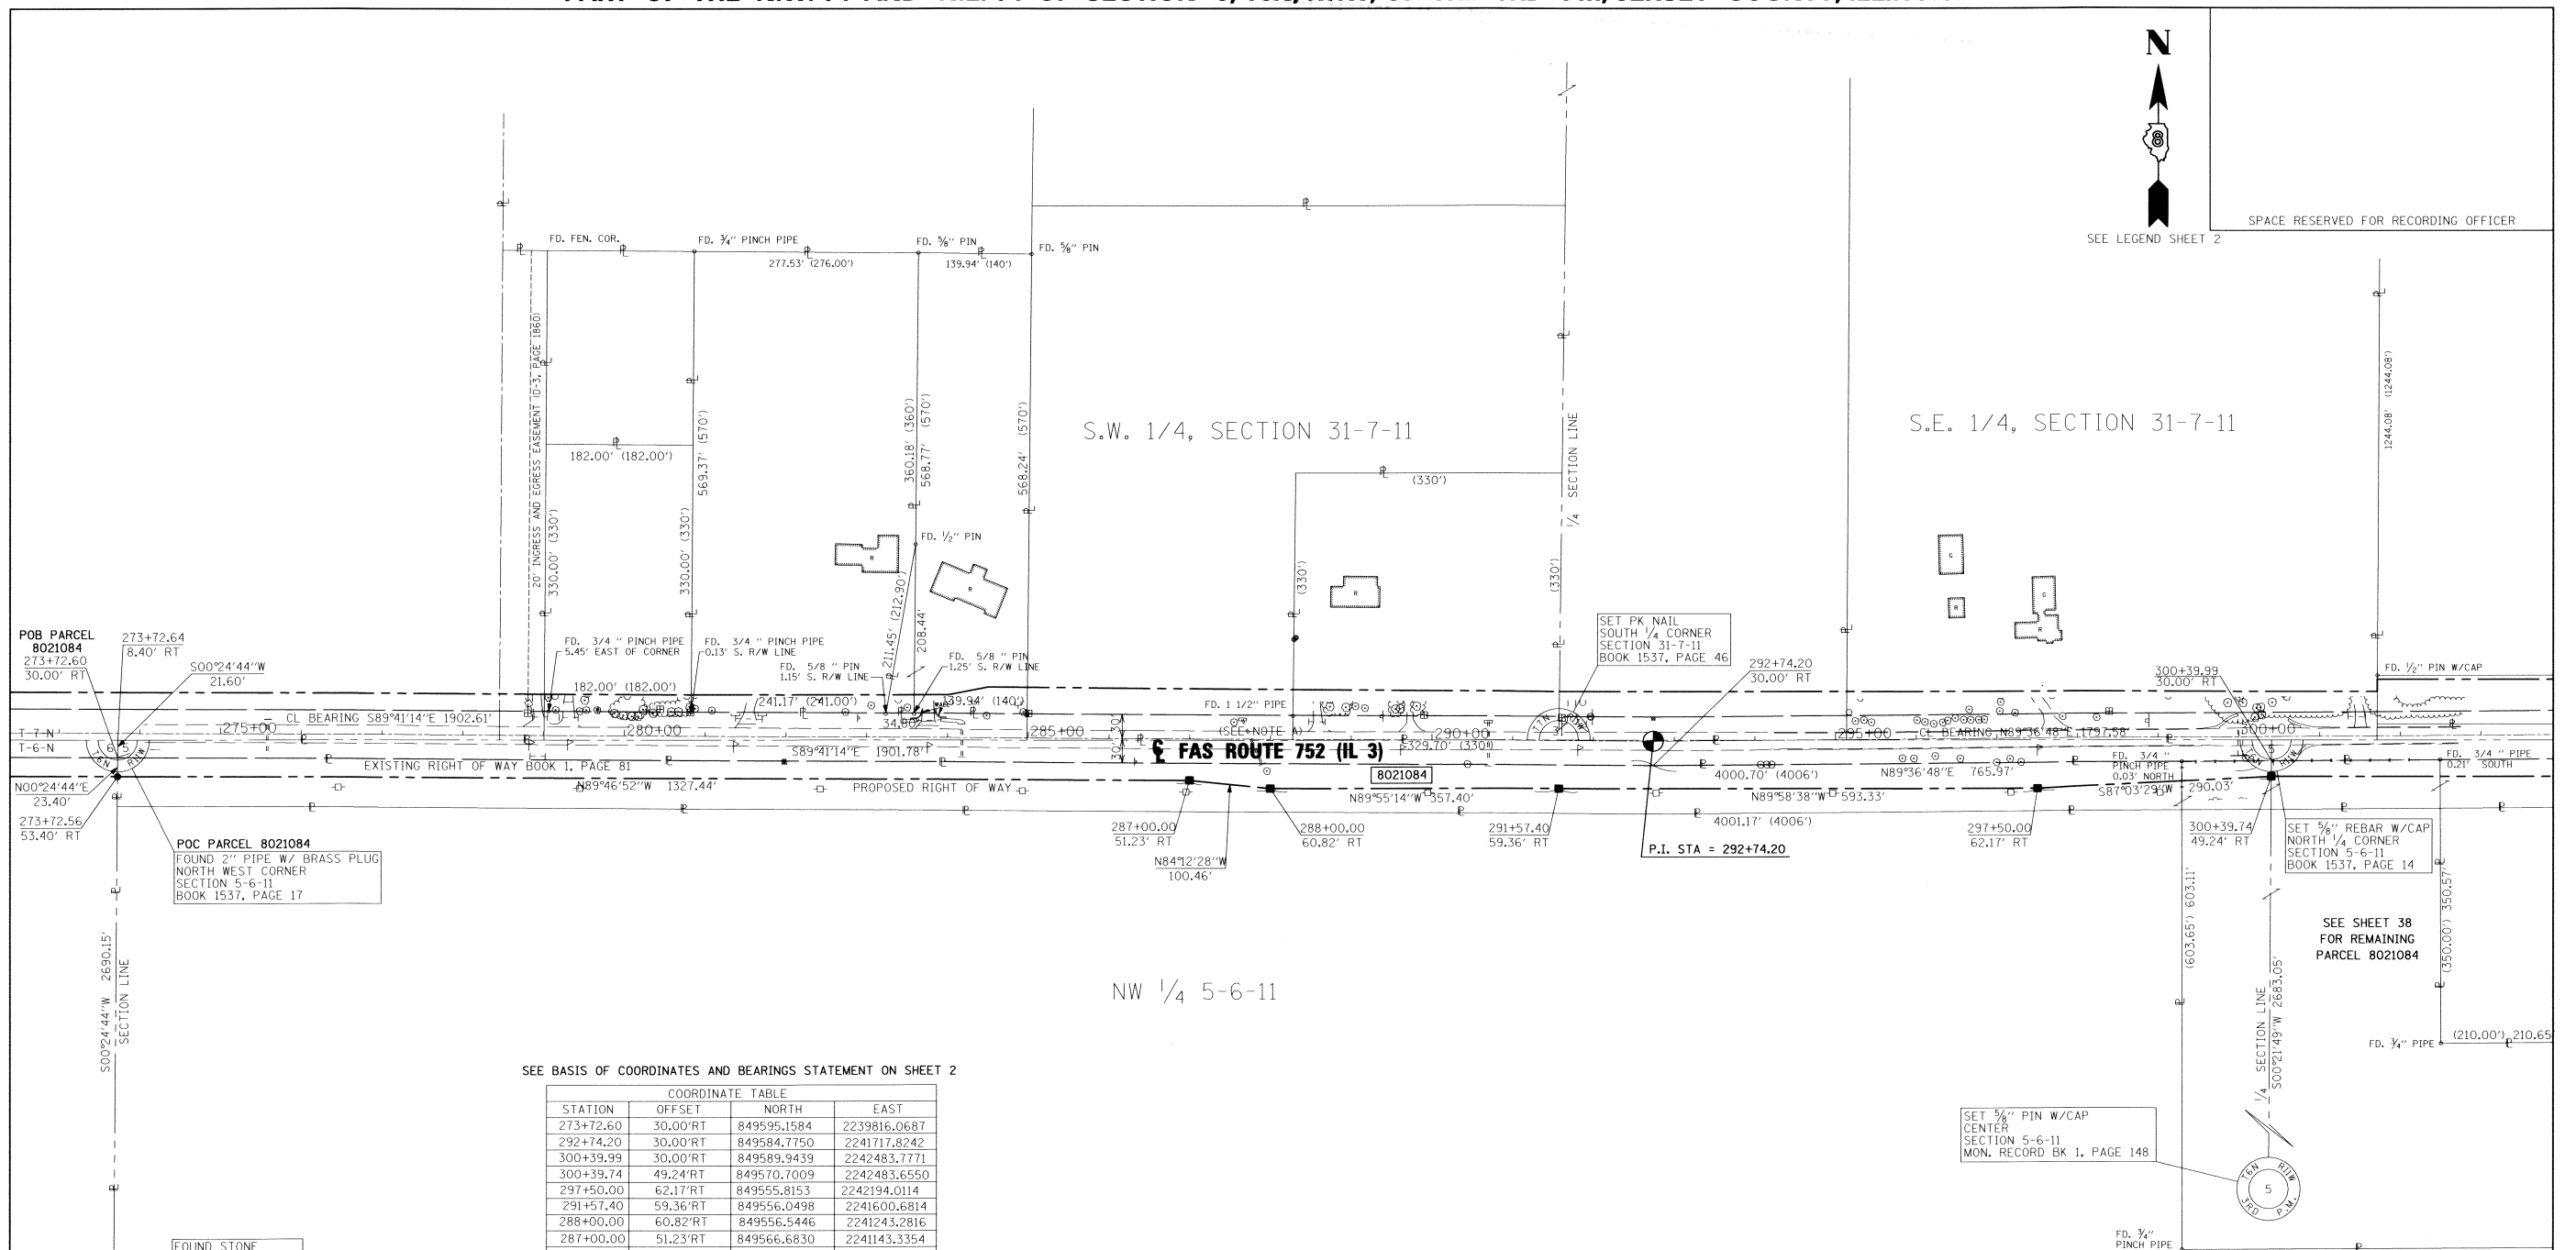 N
8
SPACE RESERVED FOR RECORDING OFFICER
SEE LEGEND SHEET 2
FD. FEN. COR.
FD. ¾" PINCH PIPE
FD. ⅝" PIN
FD. ⅝" PIN
277.53' (276.00')
139.94' (140')
20' INGRESS AND EGRESS EASEMENT (D-3, PAGE 1860)
182.00' (182.00')
330.00' (330')
569.37' (570')
330.00' (330')
360.18' (360')
568.77' (570')
568.24' (570')
S.W. 1/4, SECTION 31-7-11
S.E. 1/4, SECTION 31-7-11
1244.08' (1244.08')
(330')
(330')
(330')
1/4 SECTION LINE
FD. ½" PIN
R
R
R
G
R
G
R
211.45' (212.90')
208.44'
POB PARCEL
8021084
273+72.60
30.00' RT
273+72.64
8.40' RT
S00°24'44"W
21.60'
FD. 3/4 " PINCH PIPE
5.45' EAST OF CORNER
FD. 3/4 " PINCH PIPE
0.13' S. R/W LINE
FD. 5/8 " PIN
1.15' S. R/W LINE
FD. 5/8 " PIN
1.25' S. R/W LINE
SET PK NAIL
SOUTH ¼ CORNER
SECTION 31-7-11
BOOK 1537, PAGE 46
292+74.20
30.00' RT
300+39.99
30.00' RT
FD. ½" PIN W/CAP
182.00' (182.00')
241.17' (241.00')
139.94' (140')
FD. 1 1/2" PIPE
T-7-N
T-6-N
275+00
CL BEARING S89°41'14"E 1902.61'
280+00
285+00
30'
30'
(SEE NOTE A)
290+00
295+00
CL BEARING N89°36'48"E 1797.58'
300+00
S89°41'14"E 1901.78'
℄ FAS ROUTE 752 (IL 3)
329.70' (330')
EXISTING RIGHT OF WAY BOOK 1, PAGE 81
8021084
4000.70' (4006')
N89°36'48"E 765.97'
FD. 3/4
PINCH PIPE
0.03' NORTH
FD. 3/4 " PIPE
0.21' SOUTH
N00°24'44"E
23.40'
273+72.56
53.40' RT
N89°46'52"W 1327.44'
PROPOSED RIGHT OF WAY
N89°55'14"W 357.40'
N89°58'38"W 593.33'
S87°03'29"W 290.03'
4001.17' (4006')
287+00.00
51.23' RT
288+00.00
60.82' RT
291+57.40
59.36' RT
297+50.00
62.17' RT
300+39.74
49.24' RT
N84°12'28"W
100.46'
P.I. STA = 292+74.20
SET ⅝" REBAR W/CAP
NORTH ¼ CORNER
SECTION 5-6-11
BOOK 1537, PAGE 14
POC PARCEL 8021084
FOUND 2" PIPE W/ BRASS PLUG
NORTH WEST CORNER
SECTION 5-6-11
BOOK 1537, PAGE 17
S00°24'44"W 2690.15'
SECTION LINE
(603.65') 603.11'
(350.00') 350.57'
SEE SHEET 38
FOR REMAINING
PARCEL 8021084
NW ¼ 5-6-11
1/4 SECTION LINE
S00°21'49"W 2683.05'
FD. ¾" PIPE
(210.00') 210.65
SEE BASIS OF COORDINATES AND BEARINGS STATEMENT ON SHEET 2
COORDINATE TABLE
STATION OFFSET NORTH EAST
273+72.60 30.00'RT 849595.1584 2239816.0687
292+74.20 30.00'RT 849584.7750 2241717.8242
300+39.99 30.00'RT 849589.9439 2242483.7771
300+39.74 49.24'RT 849570.7009 2242483.6550
297+50.00 62.17'RT 849555.8153 2242194.0114
291+57.40 59.36'RT 849556.0498 2241600.6814
288+00.00 60.82'RT 849556.5446 2241243.2816
287+00.00 51.23'RT 849566.6830 2241143.3354
SET ⅝" PIN W/CAP
CENTER
SECTION 5-6-11
MON. RECORD BK 1, PAGE 148
T6N R11W
5
3RD P.M.
FOUND STONE
FD. ¾"
PINCH PIPE